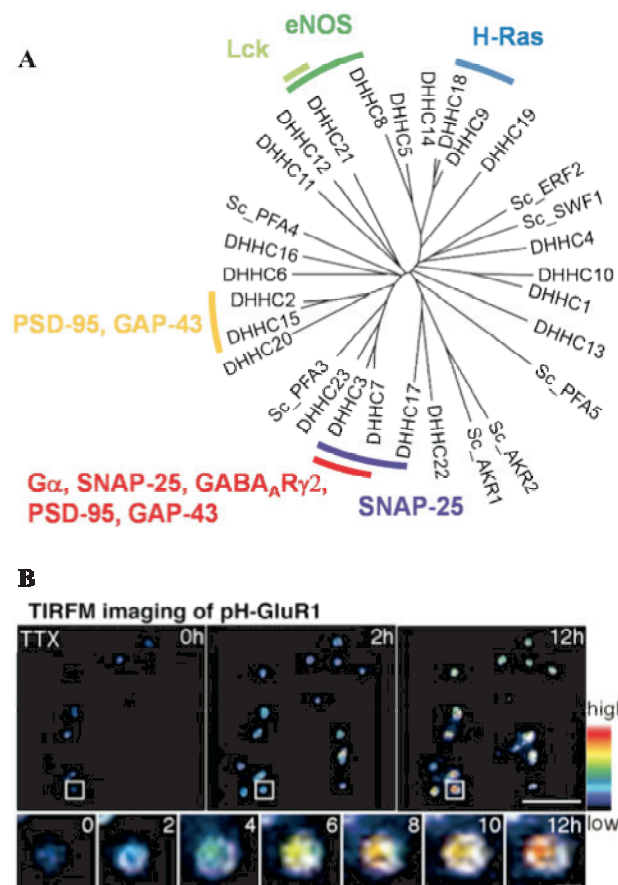 A
eNOS
Lck
H-Ras
DHHC8
DHHC5
DHHC14
DHHC18
DHHC9
DHHC19
DHHC21
DHHC12
DHHC11
Sc_ERF2
Sc_SWF1
Sc_PFA4
DHHC4
DHHC16
DHHC6
DHHC10
DHHC2
DHHC1
PSD-95, GAP-43
DHHC15
DHHC13
DHHC20
Sc_PFA5
Sc_PFA3
DHHC23
DHHC3
DHHC7
DHHC17
DHHC22
Sc_AKR1
Sc_AKR2
Gα, SNAP-25, GABA_ARγ2,
PSD-95, GAP-43
SNAP-25
B
TIRFM imaging of pH-GluR1
TTX 0h 2h 12h
high
low
0 2 4 6 8 10 12h